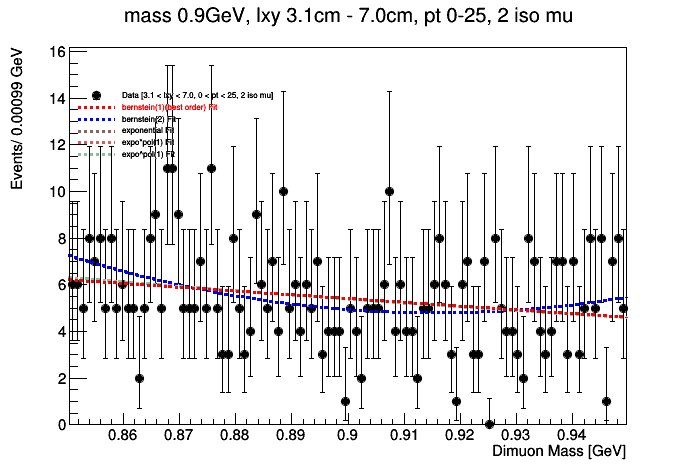 mass 0.9GeV, lxy 3.1cm - 7.0cm, pt 0-25, 2 iso mu
Events/ 0.00099 GeV
16
14
12
10
8
6
4
2
0
Data [3.1 < lxy < 7.0, 0 < pt < 25, 2 iso mu]
bernstein(1)(best order) Fit
bernstein(2) Fit
exponential Fit
expo*pol(1) Fit
expo*pol(1) Fit
0.86 0.87 0.88 0.89 0.9 0.91 0.92 0.93 0.94
Dimuon Mass [GeV]